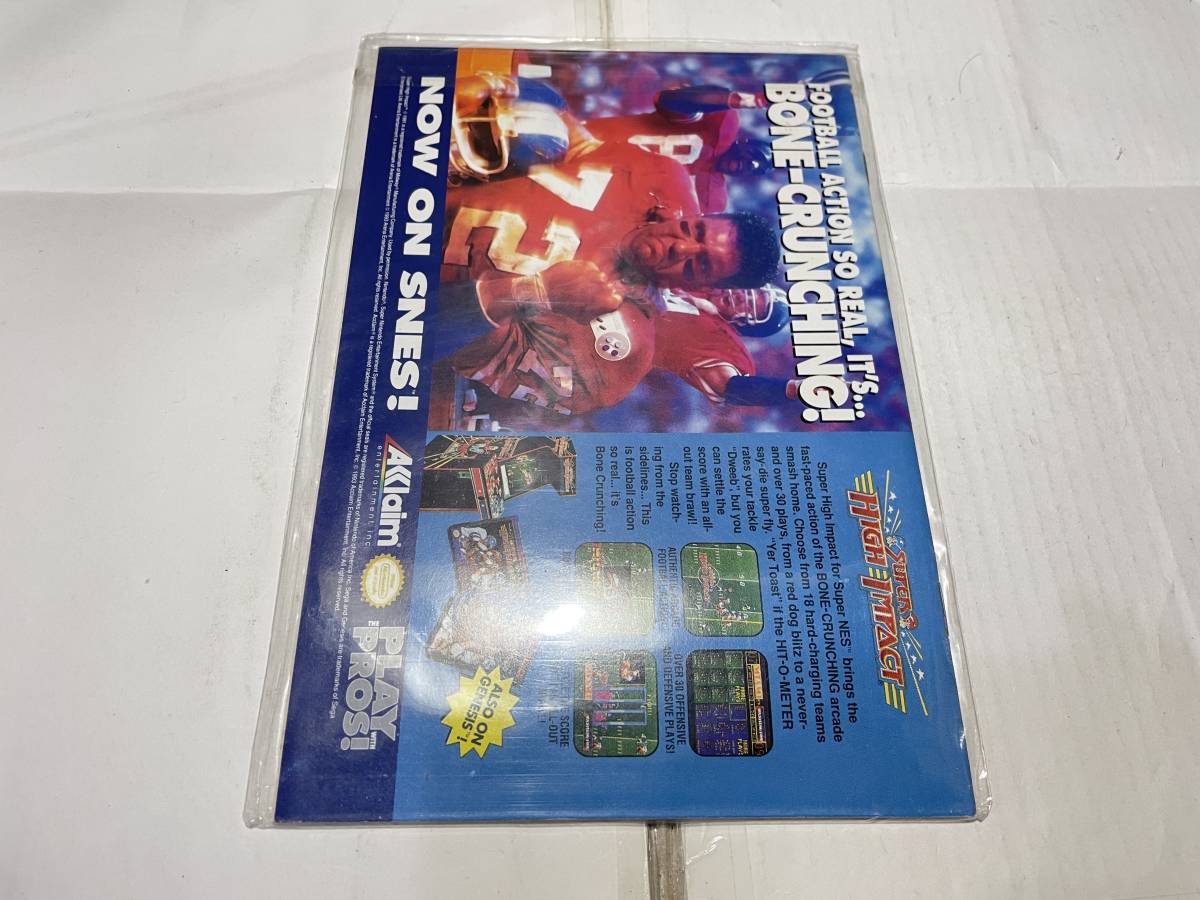 FOOTBALL ACTION SO REAL, IT'S...
BONE-CRUNCHING!
SUPER
HIGH IMPACT
Super High Impact for Super NES™ brings the
fast-paced action of the BONE-CRUNCHING arcade
smash home. Choose from 18 hard-charging teams
and over 30 plays, from a red dog blitz to a never-
say-die super fly. "Yer Toast" if the HIT-O-METER
rates your tackle
"Dweeb", but you
can settle the
score with an all-
out team brawl!
Stop watch-
ing from the
sidelines... This
is football action
so real... it's
Bone Crunching!
OVER 30 OFFENSIVE
AND DEFENSIVE PLAYS!
SCORE
ALSO ON
GENESIS™!
NOW ON SNES™!
Acclaim
entertainment inc.
PLAY
WITH
THE
PROS!